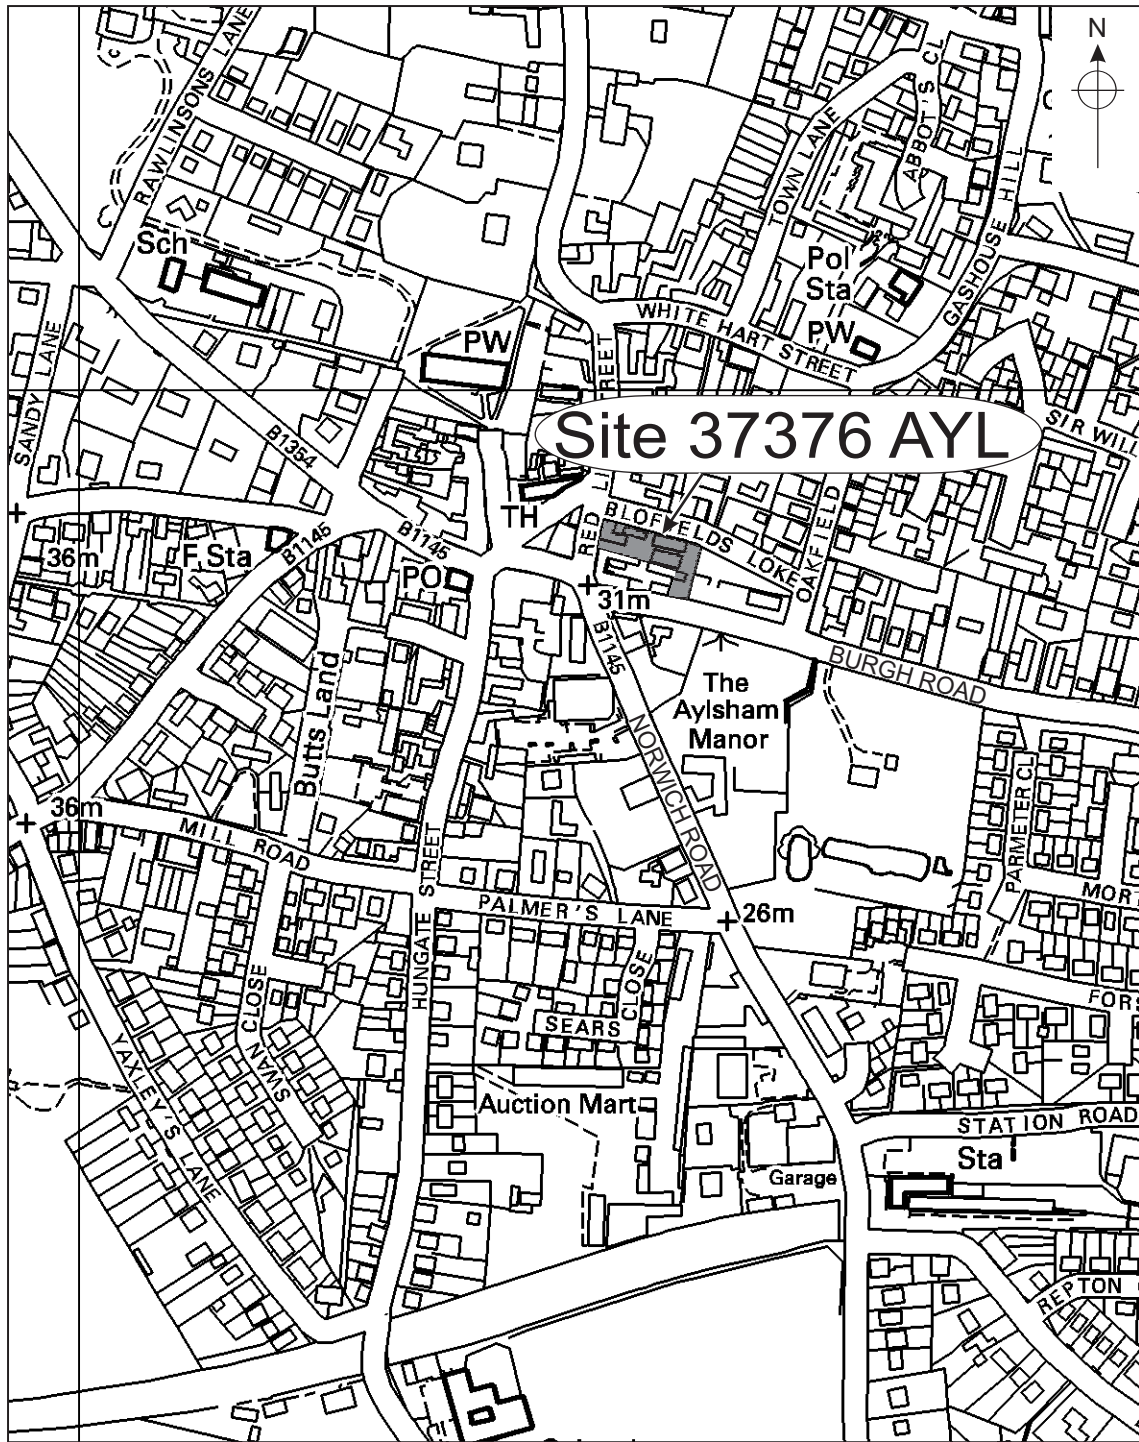 N
RAWLINSONS LANE
TOWN LANE
ABBOT'S CL
GASHOUSE HILL
Sch
Pol
Sta
PW
WHITE HART STREET
PW
SANDY LANE
B1354
SIR WILL
Site 37376 AYL
RED L
STREET
TH
BLOFIELDS LOKE
OAKFIELD
36m
F Sta
B1145
B1145
PO
31m
B1145
BURGH ROAD
The
Aylsham
Manor
Butts Land
NORWICH ROAD
PARMETER CL
36m
MILL ROAD
HUNGATE STREET
PALMER'S LANE
26m
MORT
FORS
SWAN CLOSE
SEARS CLOSE
YAXLEY'S LANE
Auction Mart
STATION ROAD
Sta
Garage
REPTON